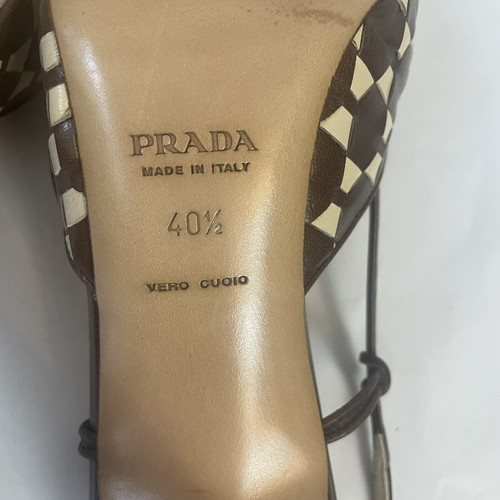 PRADA
MADE IN ITALY
40½
VERO CUOIO